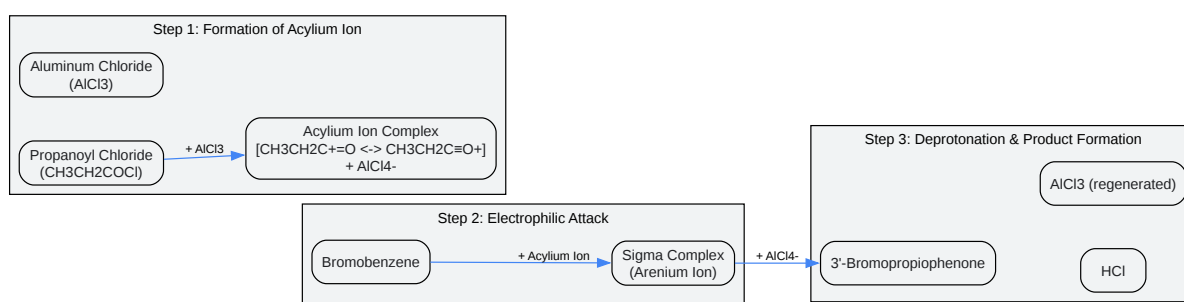 Step 1: Formation of Acylium Ion
Aluminum Chloride
(AlCl3)
Propanoyl Chloride
(CH3CH2COCl)
+ AlCl3
Acylium Ion Complex
[CH3CH2C+=O <-> CH3CH2C≡O+]
+ AlCl4-
Step 2: Electrophilic Attack
Bromobenzene
+ Acylium Ion
Sigma Complex
(Arenium Ion)
+ AlCl4-
Step 3: Deprotonation & Product Formation
AlCl3 (regenerated)
3'-Bromopropiophenone
HCl